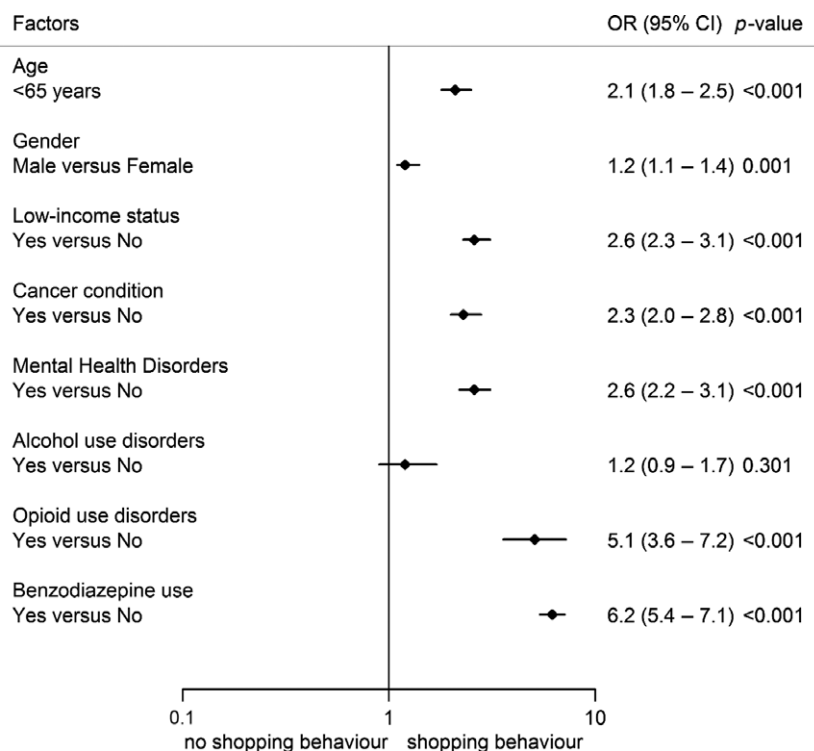 Factors OR (95% CI) p-value
Age
<65 years 2.1 (1.8 – 2.5) <0.001
Gender
Male versus Female 1.2 (1.1 – 1.4) 0.001
Low-income status
Yes versus No 2.6 (2.3 – 3.1) <0.001
Cancer condition
Yes versus No 2.3 (2.0 – 2.8) <0.001
Mental Health Disorders
Yes versus No 2.6 (2.2 – 3.1) <0.001
Alcohol use disorders
Yes versus No 1.2 (0.9 – 1.7) 0.301
Opioid use disorders
Yes versus No 5.1 (3.6 – 7.2) <0.001
Benzodiazepine use
Yes versus No 6.2 (5.4 – 7.1) <0.001
0.1 1 10
no shopping behaviour shopping behaviour